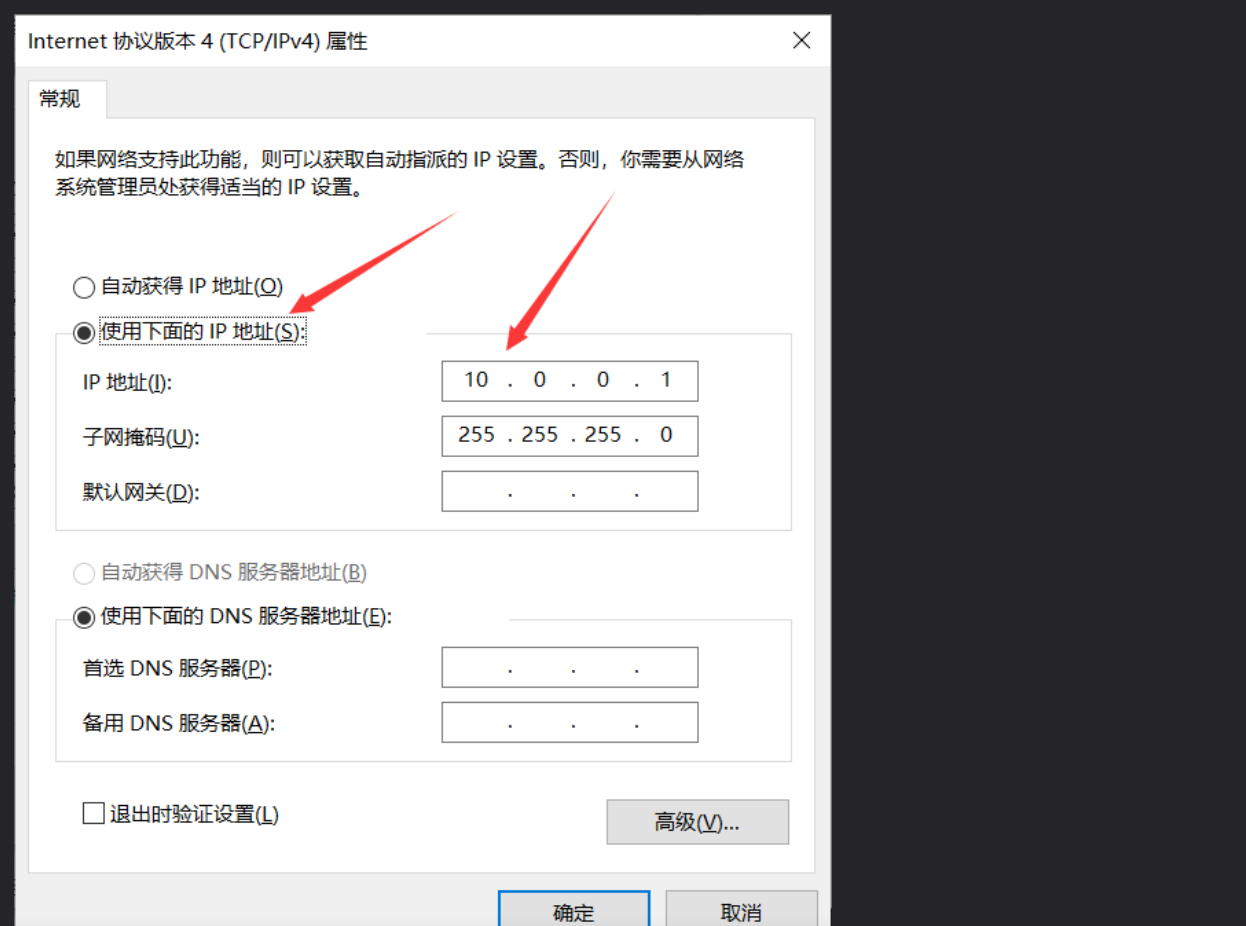 Internet 协议版本 4 (TCP/IPv4) 属性
常规
如果网络支持此功能，则可以获取自动指派的 IP 设置。否则，你需要从网络
系统管理员处获得适当的 IP 设置。
自动获得 IP 地址(O)
使用下面的 IP 地址(S):
IP 地址(I): 10 . 0 . 0 . 1
子网掩码(U): 255 . 255 . 255 . 0
默认网关(D): . . .
自动获得 DNS 服务器地址(B)
使用下面的 DNS 服务器地址(E):
首选 DNS 服务器(P): . . .
备用 DNS 服务器(A): . . .
退出时验证设置(L)
高级(V)...
确定 取消